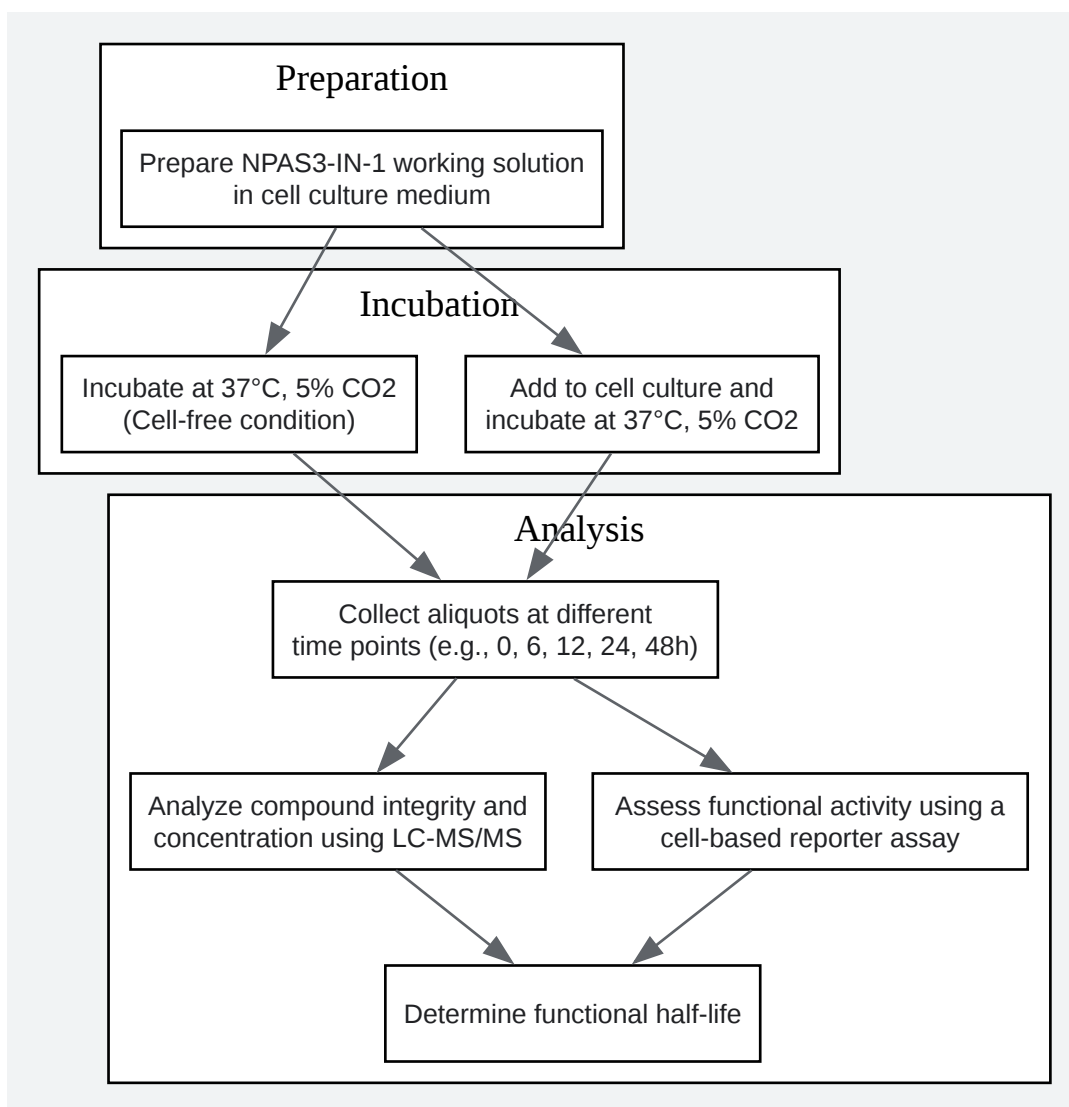 Preparation
Prepare NPAS3-IN-1 working solution
in cell culture medium
Incubation
Incubate at 37°C, 5% CO2
(Cell-free condition)
Add to cell culture and
incubate at 37°C, 5% CO2
Analysis
Collect aliquots at different
time points (e.g., 0, 6, 12, 24, 48h)
Analyze compound integrity and
concentration using LC-MS/MS
Assess functional activity using a
cell-based reporter assay
Determine functional half-life